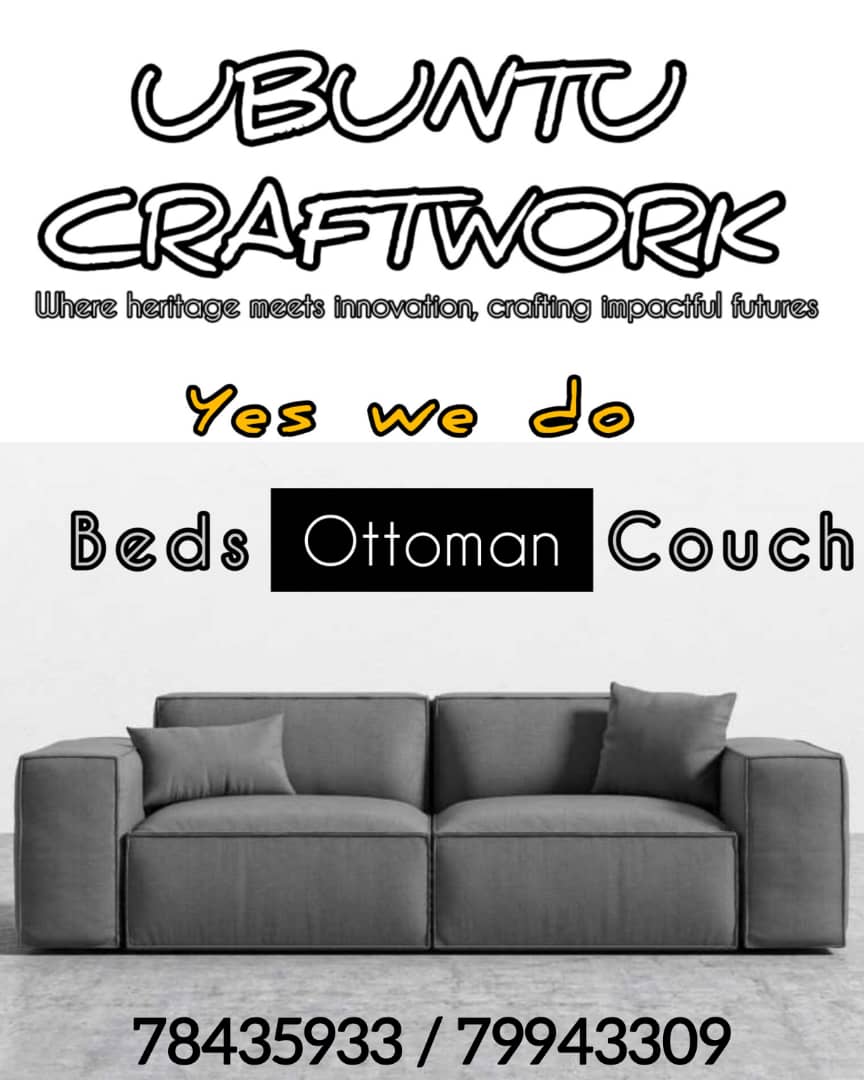 UBUNTU
CRAFTWORK
Where heritage meets innovation, crafting impactful futures
Yes we do
Beds Ottoman Couch
78435933 / 79943309